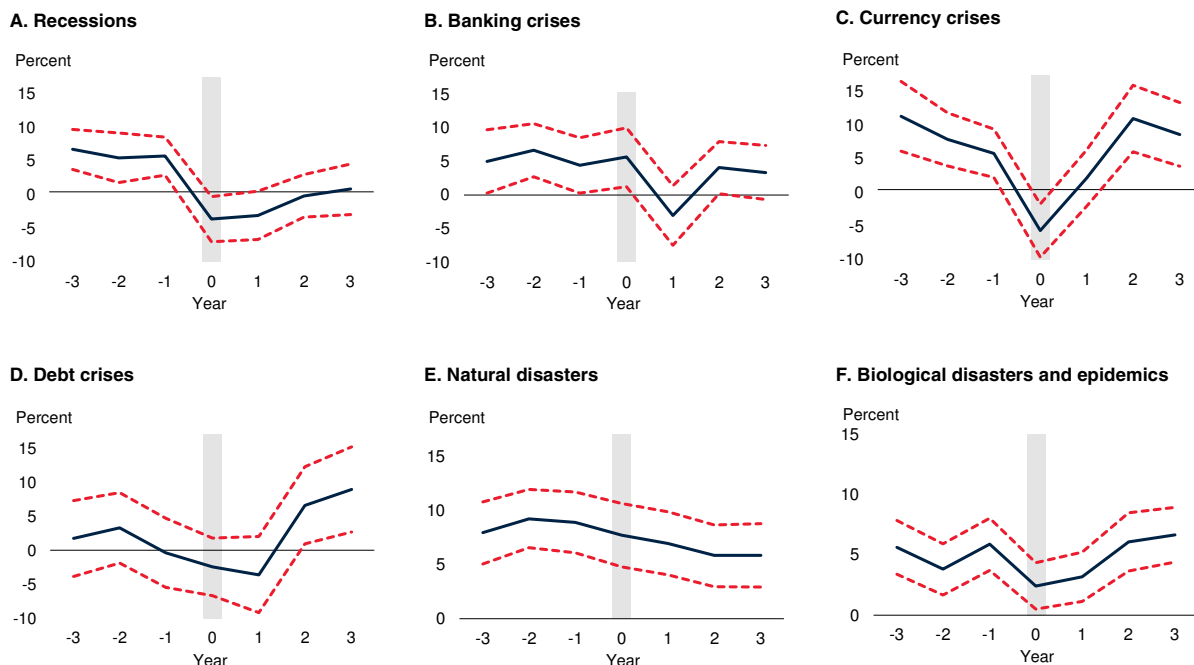 A. Recessions
Percent
15
10
5
0
-5
-10
-3 -2 -1 0 1 2 3
Year
B. Banking crises
Percent
15
10
5
0
-5
-10
-3 -2 -1 0 1 2 3
Year
C. Currency crises
Percent
15
10
5
0
-5
-10
-3 -2 -1 0 1 2 3
Year
D. Debt crises
Percent
15
10
5
0
-5
-10
-3 -2 -1 0 1 2 3
Year
E. Natural disasters
Percent
15
10
5
0
-3 -2 -1 0 1 2 3
Year
F. Biological disasters and epidemics
Percent
15
10
5
0
-3 -2 -1 0 1 2 3
Year